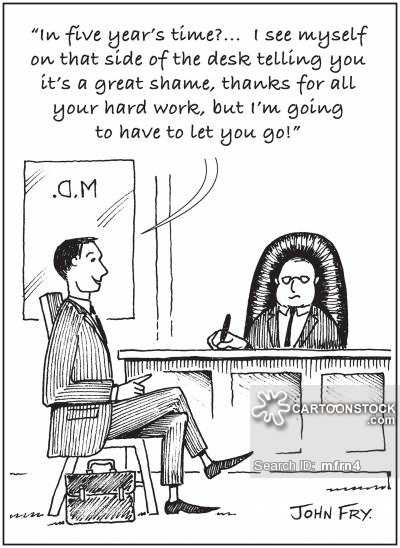 “In five year’s time?... I see myself
on that side of the desk telling you
it’s a great shame, thanks for all
your hard work, but I’m going
to have to let you go!”
M.D.
CARTOONSTOCK
.com
Search ID: mfrn4
JOHN FRY.